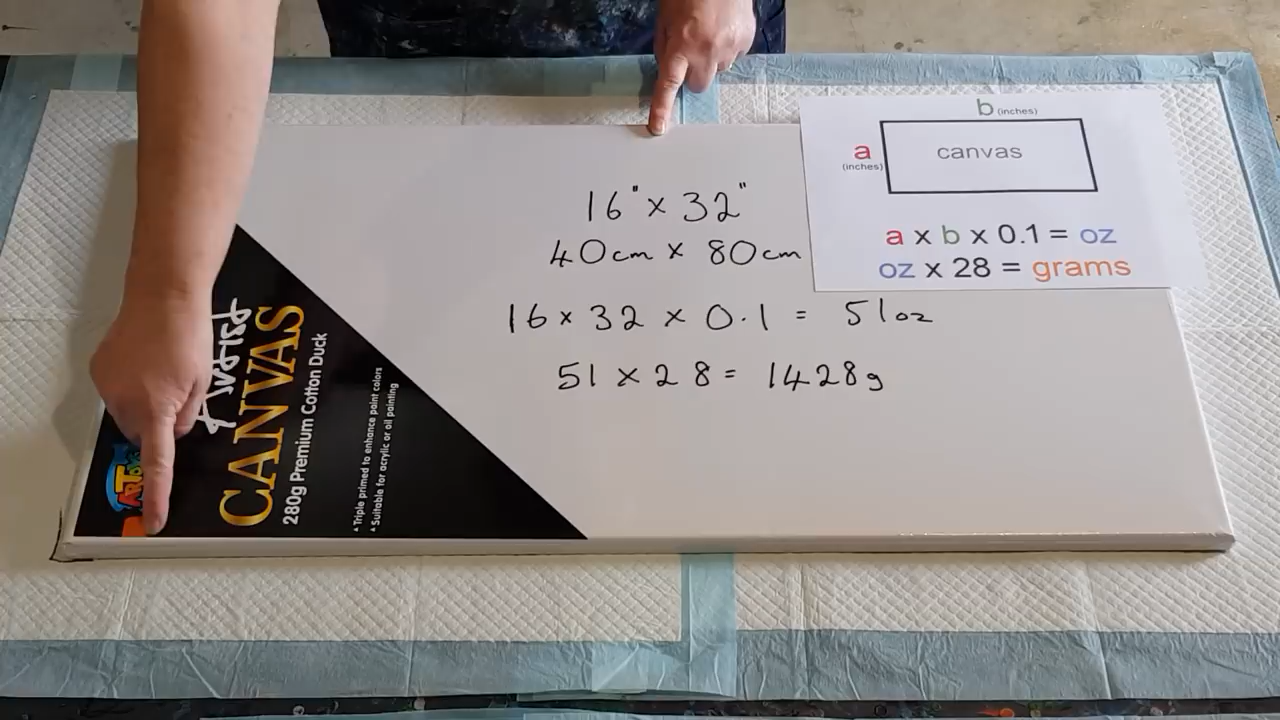 b (inches)
a
(inches)
canvas
a x b x 0.1 = oz
oz x 28 = grams
16" x 32"
40cm x 80cm
16 x 32 x 0.1 = 51oz
51 x 28 = 1428g
Artist
CANVAS
280g Premium Cotton Duck
Triple primed to enhance paint colors
Suitable for acrylic or oil painting